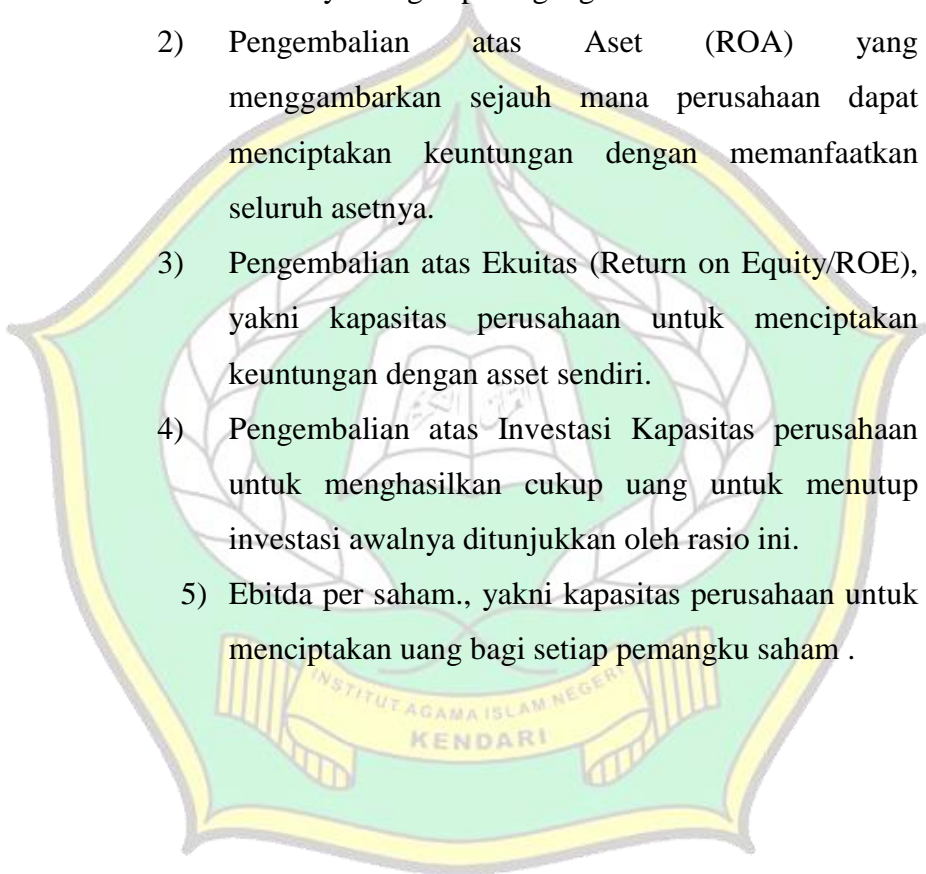 2) Pengembalian atas Aset (ROA) yang
menggambarkan sejauh mana perusahaan dapat
menciptakan keuntungan dengan memanfaatkan
seluruh asetnya.
3) Pengembalian atas Ekuitas (Return on Equity/ROE),
yakni kapasitas perusahaan untuk menciptakan
keuntungan dengan asset sendiri.
4) Pengembalian atas Investasi Kapasitas perusahaan
untuk menghasilkan cukup uang untuk menutup
investasi awalnya ditunjukkan oleh rasio ini.
5) Ebitda per saham., yakni kapasitas perusahaan untuk
menciptakan uang bagi setiap pemangku saham .
INSTITUT AGAMA ISLAM NEGERI
KENDARI